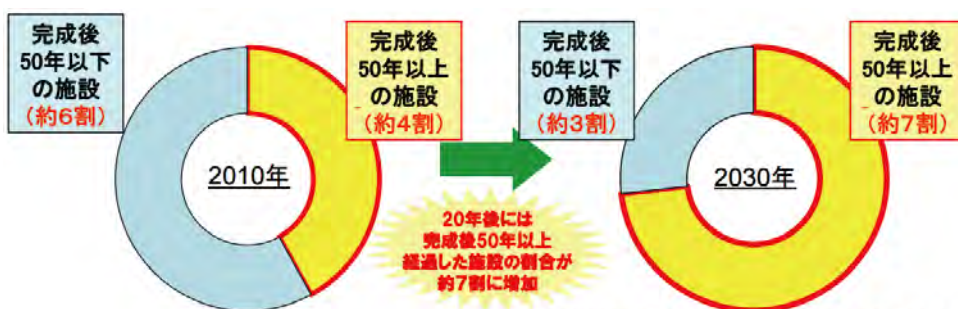 完成後
50年以下
の施設
(約6割)
2010年
完成後
50年以上
の施設
(約4割)
20年後には
完成後50年以上
経過した施設の割合が
約7割に増加
完成後
50年以下
の施設
(約3割)
2030年
完成後
50年以上
の施設
(約7割)